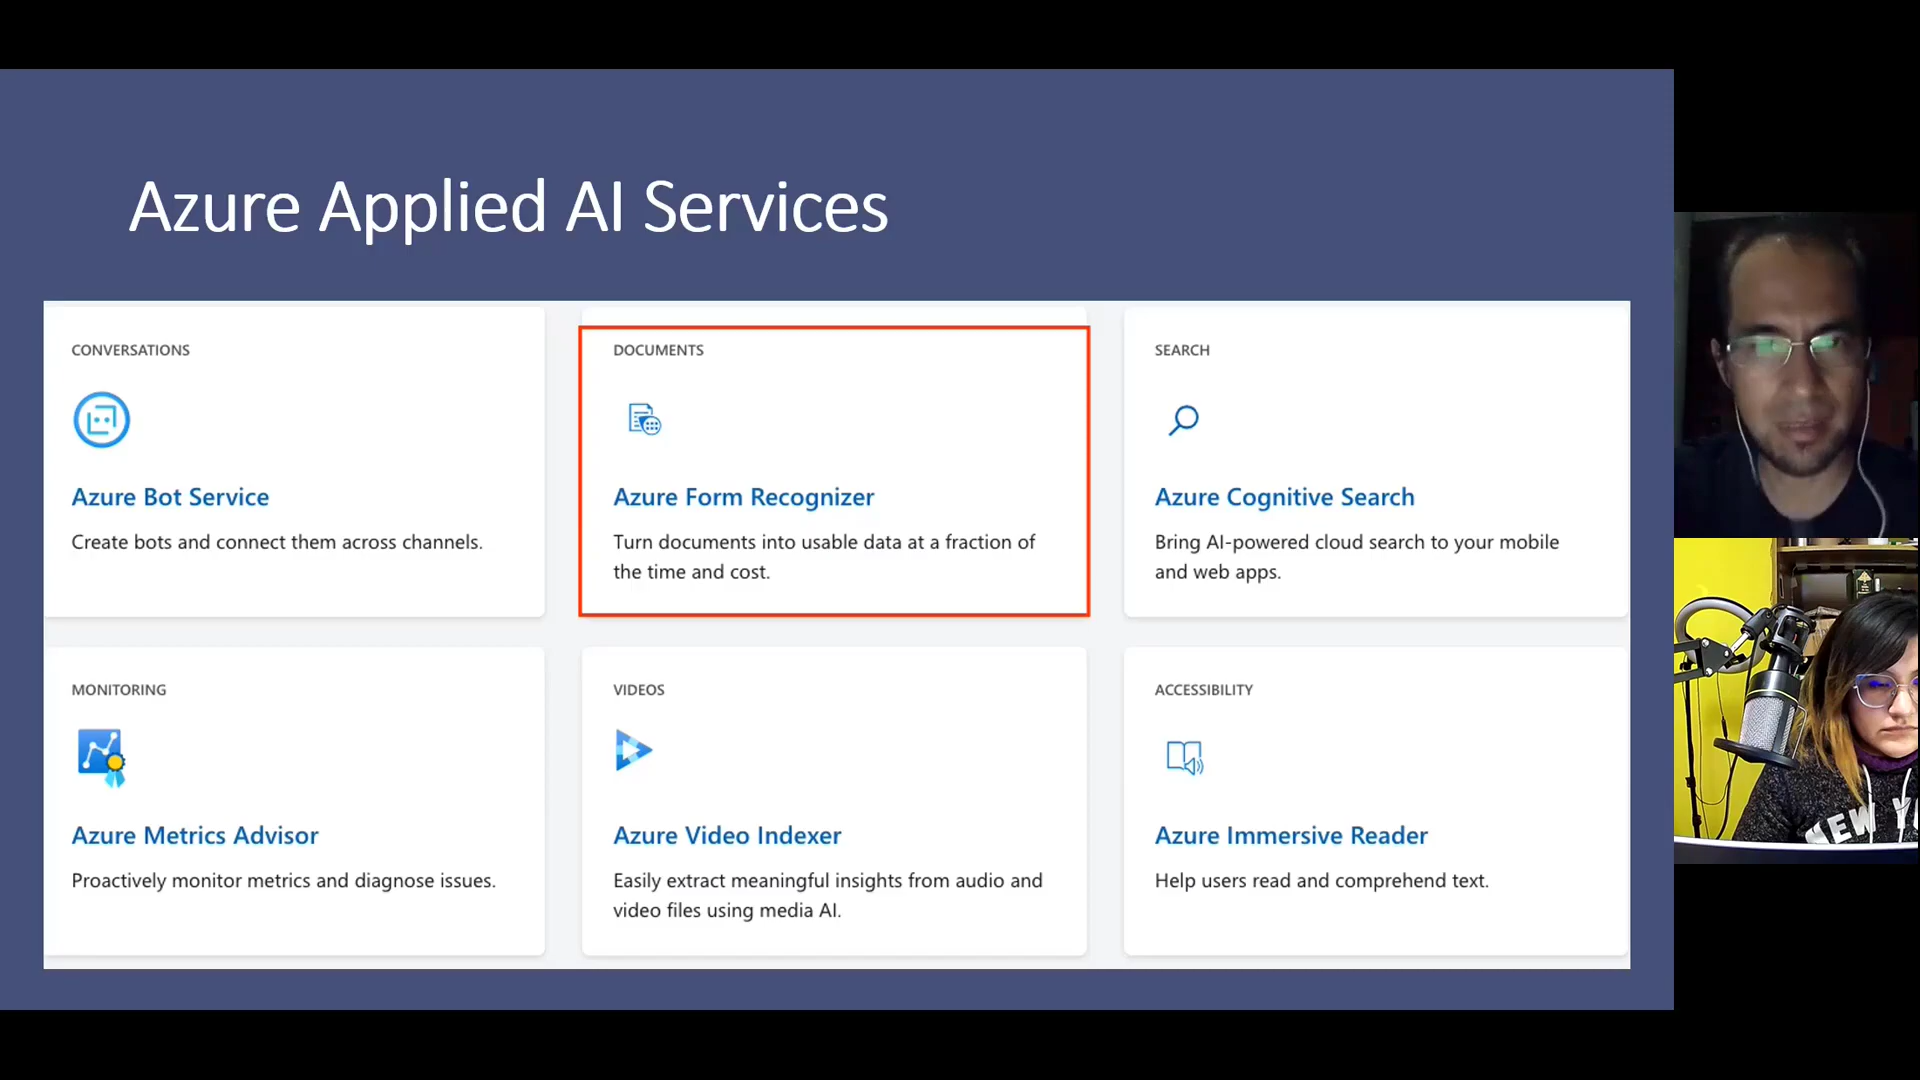 Azure Applied AI Services
CONVERSATIONS
Azure Bot Service
Create bots and connect them across channels.
DOCUMENTS
Azure Form Recognizer
Turn documents into usable data at a fraction of
the time and cost.
SEARCH
Azure Cognitive Search
Bring AI-powered cloud search to your mobile
and web apps.
MONITORING
Azure Metrics Advisor
Proactively monitor metrics and diagnose issues.
VIDEOS
Azure Video Indexer
Easily extract meaningful insights from audio and
video files using media AI.
ACCESSIBILITY
Azure Immersive Reader
Help users read and comprehend text.
NEW